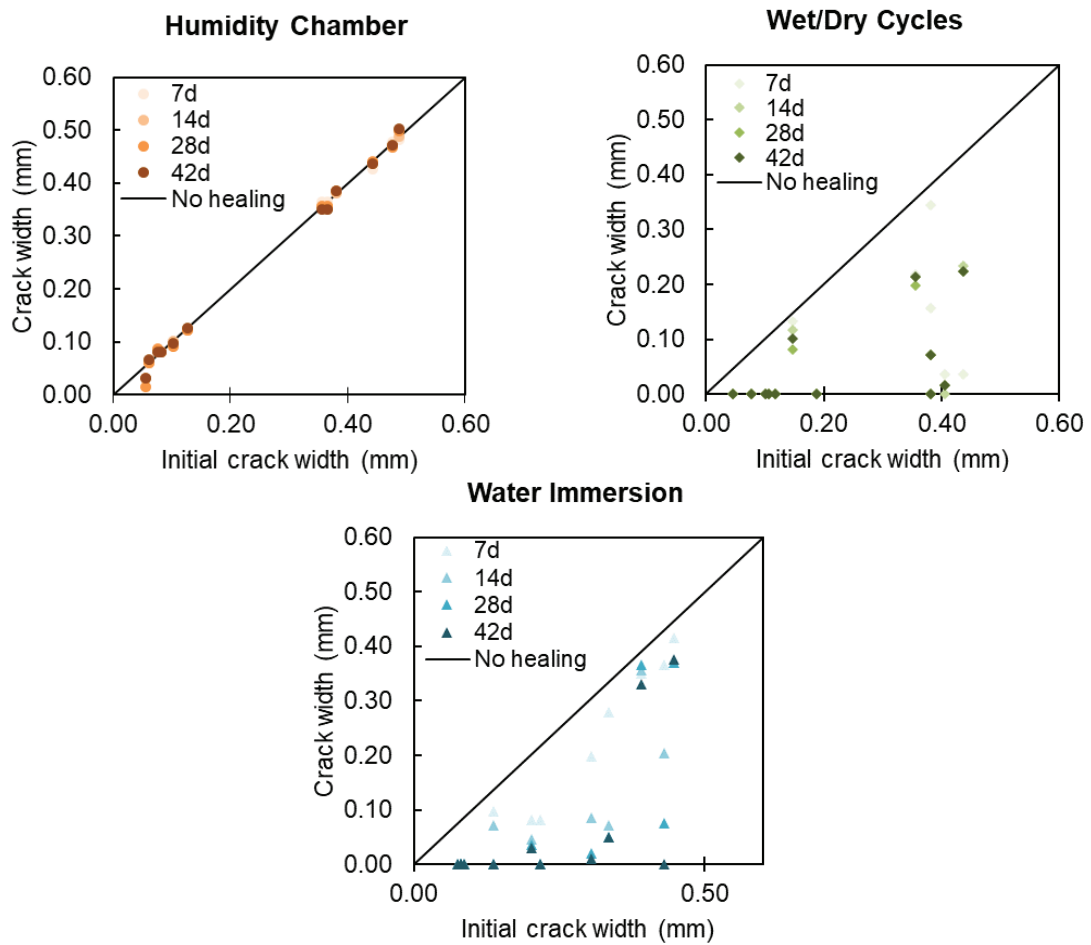 Humidity Chamber
0.60
0.50
0.40
0.30
0.20
0.10
0.00
Crack width (mm)
7d
14d
28d
42d
No healing
0.00 0.20 0.40 0.60
Initial crack width (mm)
Wet/Dry Cycles
0.60
0.50
0.40
0.30
0.20
0.10
0.00
Crack width (mm)
7d
14d
28d
42d
No healing
0.00 0.20 0.40 0.60
Initial crack width (mm)
Water Immersion
0.60
0.50
0.40
0.30
0.20
0.10
0.00
Crack width (mm)
7d
14d
28d
42d
No healing
0.00 0.50
Initial crack width (mm)